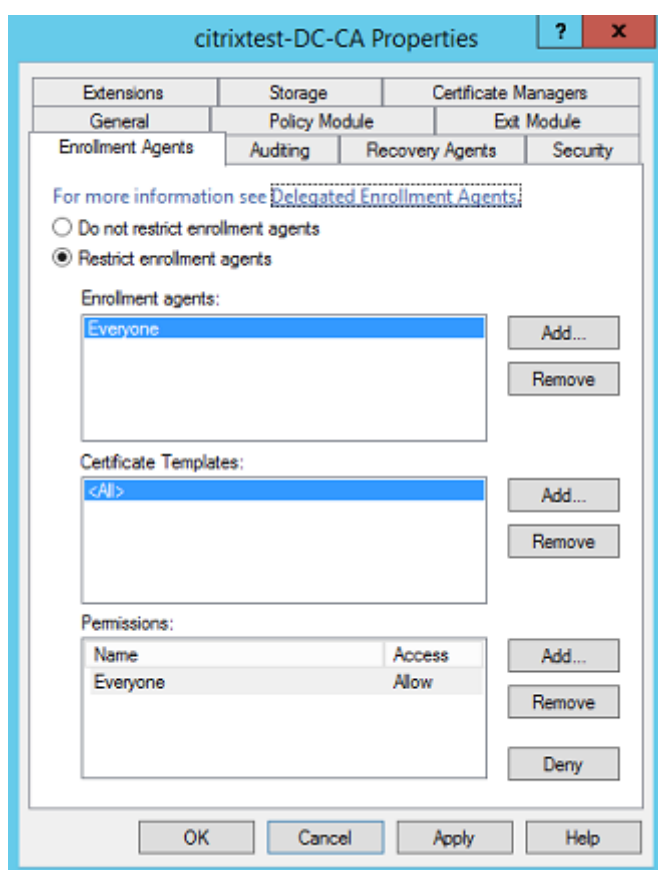 citrixtest-DC-CA Properties
?
x
Extensions
Storage
Certificate Managers
General
Policy Module
Exit Module
Enrollment Agents
Auditing
Recovery Agents
Security
For more information see Delegated Enrollment Agents.
Do not restrict enrollment agents
Restrict enrollment agents
Enrollment agents:
Everyone
Add...
Remove
Certificate Templates:
<All>
Add...
Remove
Permissions:
Name
Access
Add...
Everyone
Allow
Remove
Deny
OK
Cancel
Apply
Help